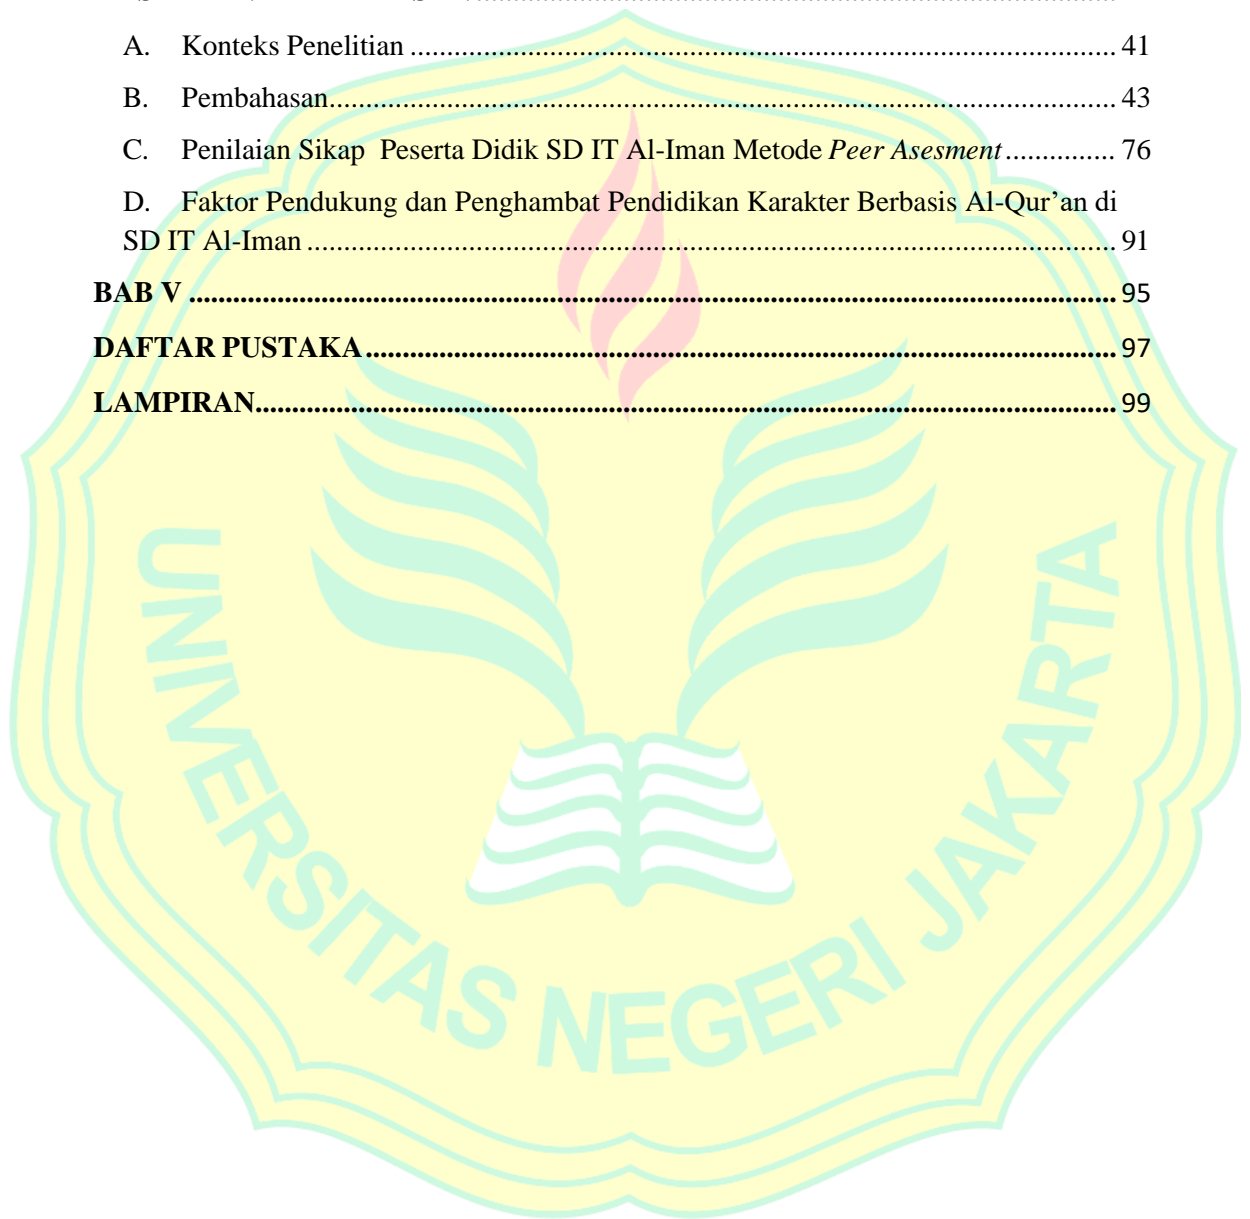 A. Konteks Penelitian ........................................................................................................ 41
B. Pembahasan.................................................................................................................... 43
C. Penilaian Sikap  Peserta Didik SD IT Al-Iman Metode Peer Asesment ............... 76
D. Faktor Pendukung dan Penghambat Pendidikan Karakter Berbasis Al-Qur’an di
SD IT Al-Iman ....................................................................................................................... 91
BAB V ............................................................................................................................ 95
DAFTAR PUSTAKA ...................................................................................................... 97
LAMPIRAN.................................................................................................................... 99
UNIVERSITAS NEGERI JAKARTA